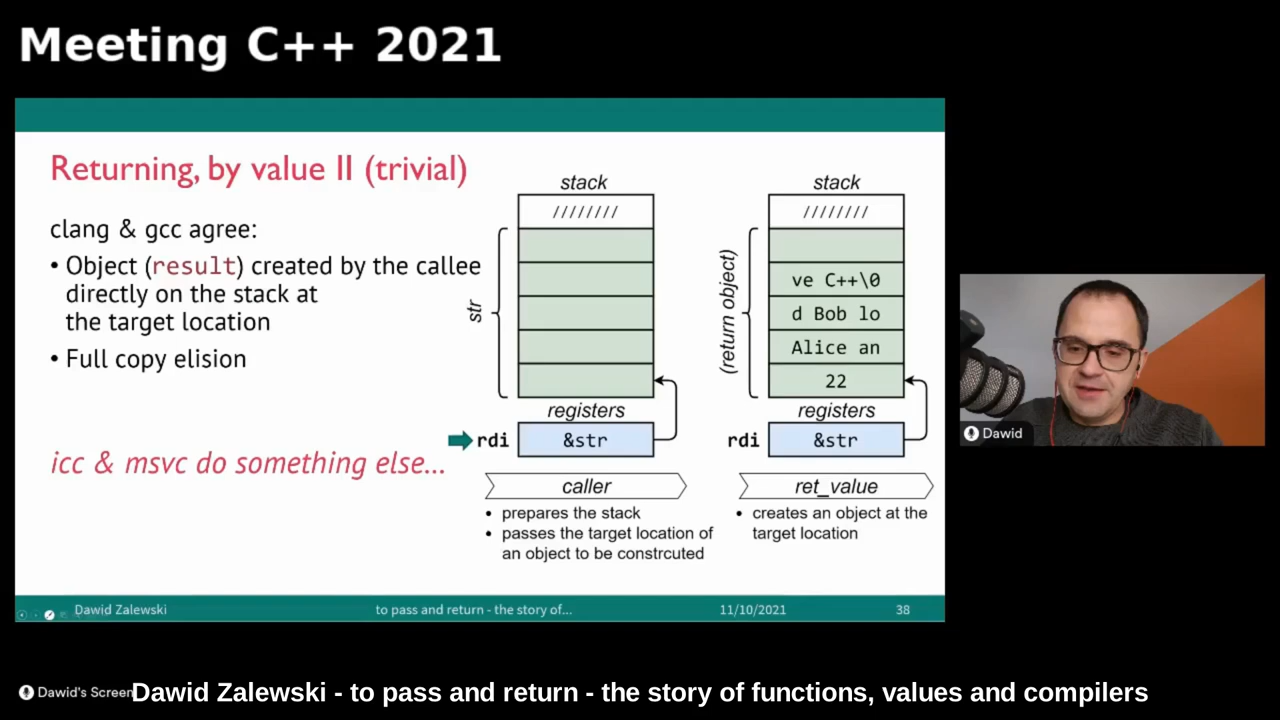 Meeting C++ 2021
Returning, by value II (trivial)
clang & gcc agree:
• Object (result) created by the callee
directly on the stack at
the target location
• Full copy elision
icc & msvc do something else...
stack
////////
str
registers
rdi
&str
caller
• prepares the stack
• passes the target location of
an object to be constrcuted
stack
////////
(return object)
ve C++\0
d Bob lo
Alice an
22
registers
rdi
&str
ret_value
• creates an object at the
target location
Dawid Zalewski
to pass and return - the story of...
11/10/2021
38
Dawid
Dawid's Screen
Dawid Zalewski - to pass and return - the story of functions, values and compilers